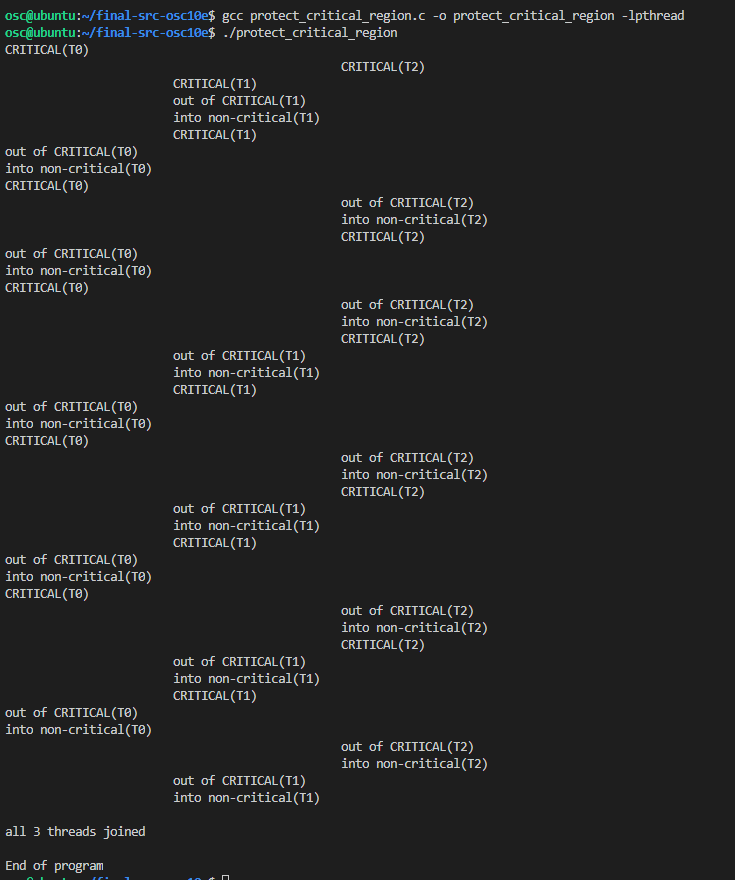 osc@ubuntu:~/final-src-osc10e$ gcc protect_critical_region.c -o protect_critical_region -lpthread
osc@ubuntu:~/final-src-osc10e$ ./protect_critical_region
CRITICAL(T0)
CRITICAL(T2)
CRITICAL(T1)
out of CRITICAL(T1)
into non-critical(T1)
CRITICAL(T1)
out of CRITICAL(T0)
into non-critical(T0)
CRITICAL(T0)
out of CRITICAL(T2)
into non-critical(T2)
CRITICAL(T2)
out of CRITICAL(T0)
into non-critical(T0)
CRITICAL(T0)
out of CRITICAL(T2)
into non-critical(T2)
CRITICAL(T2)
out of CRITICAL(T1)
into non-critical(T1)
CRITICAL(T1)
out of CRITICAL(T0)
into non-critical(T0)
CRITICAL(T0)
out of CRITICAL(T2)
into non-critical(T2)
CRITICAL(T2)
out of CRITICAL(T1)
into non-critical(T1)
CRITICAL(T1)
out of CRITICAL(T0)
into non-critical(T0)
CRITICAL(T0)
out of CRITICAL(T2)
into non-critical(T2)
CRITICAL(T2)
out of CRITICAL(T1)
into non-critical(T1)
CRITICAL(T1)
out of CRITICAL(T0)
into non-critical(T0)
out of CRITICAL(T2)
into non-critical(T2)
out of CRITICAL(T1)
into non-critical(T1)
all 3 threads joined
End of program